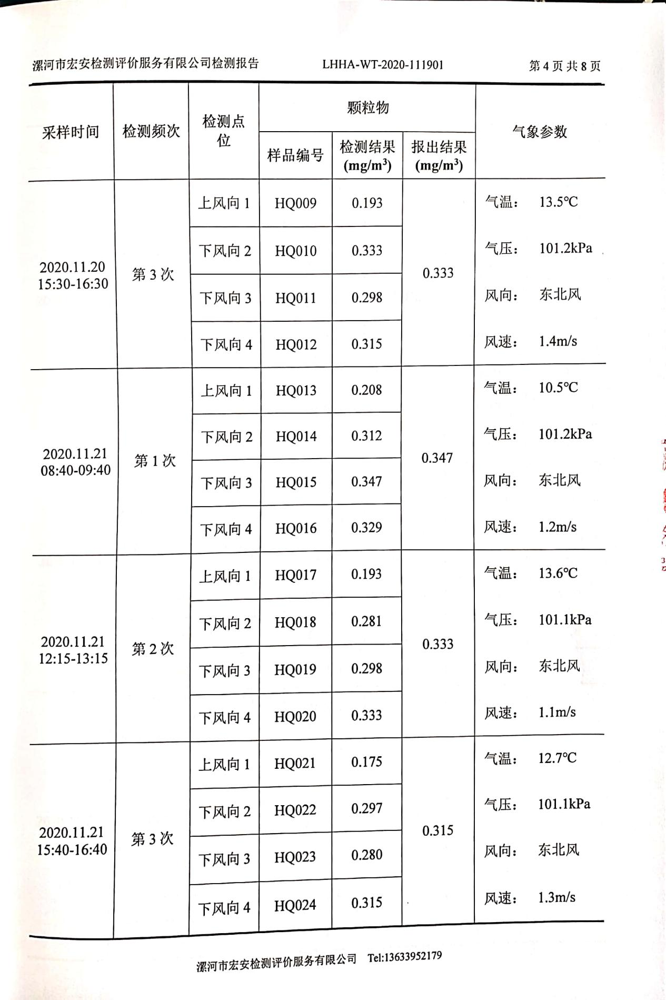 漯河市宏安检测评价服务有限公司检测报告 LHHA-WT-2020-111901 第 4 页 共 8 页
采样时间 检测频次 检测点位 颗粒物 气象参数
样品编号 检测结果(mg/m³) 报出结果(mg/m³)
2020.11.20 15:30-16:30 第 3 次 0.333
上风向 1 HQ009 0.193 气温: 13.5℃
下风向 2 HQ010 0.333 气压: 101.2kPa
下风向 3 HQ011 0.298 风向: 东北风
下风向 4 HQ012 0.315 风速: 1.4m/s
2020.11.21 08:40-09:40 第 1 次 0.347
上风向 1 HQ013 0.208 气温: 10.5℃
下风向 2 HQ014 0.312 气压: 101.2kPa
下风向 3 HQ015 0.347 风向: 东北风
下风向 4 HQ016 0.329 风速: 1.2m/s
2020.11.21 12:15-13:15 第 2 次 0.333
上风向 1 HQ017 0.193 气温: 13.6℃
下风向 2 HQ018 0.281 气压: 101.1kPa
下风向 3 HQ019 0.298 风向: 东北风
下风向 4 HQ020 0.333 风速: 1.1m/s
2020.11.21 15:40-16:40 第 3 次 0.315
上风向 1 HQ021 0.175 气温: 12.7℃
下风向 2 HQ022 0.297 气压: 101.1kPa
下风向 3 HQ023 0.280 风向: 东北风
下风向 4 HQ024 0.315 风速: 1.3m/s
漯河市宏安检测评价服务有限公司 Tel:13633952179